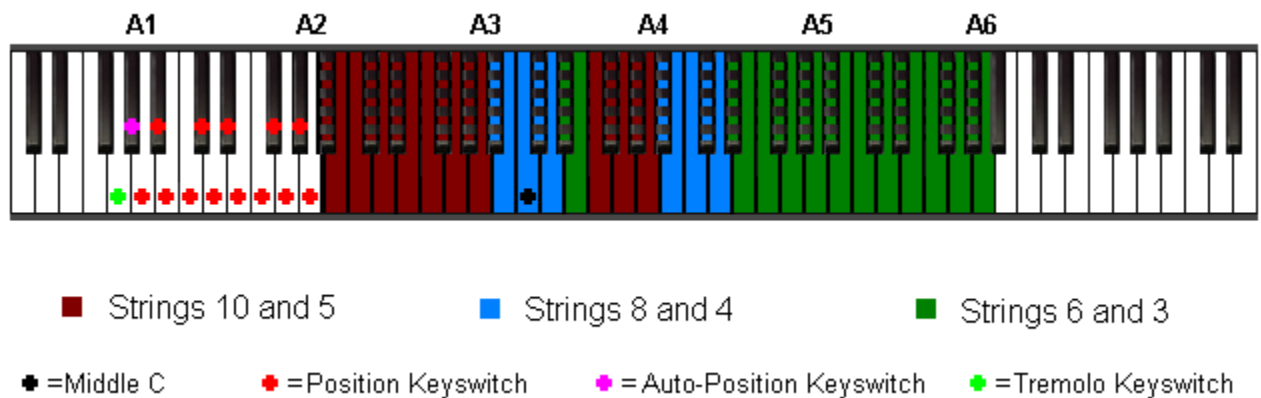 A1 A2 A3 A4 A5 A6
Strings 10 and 5 Strings 8 and 4 Strings 6 and 3
=Middle C =Position Keyswitch = Auto-Position Keyswitch =Tremolo Keyswitch